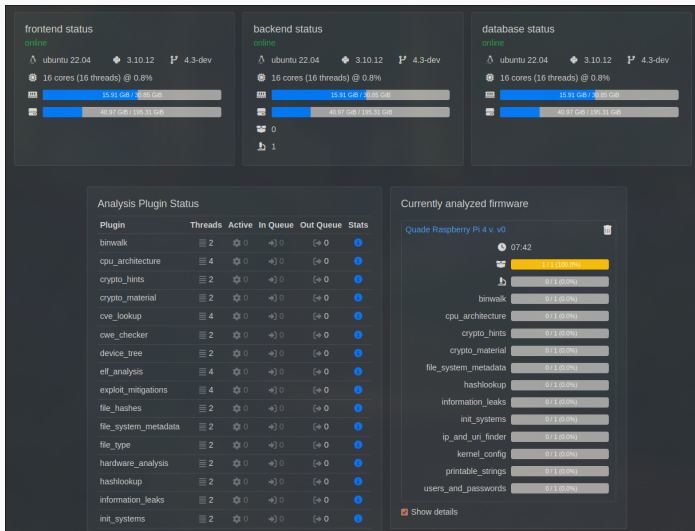 frontend status
online
ubuntu 22.04 3.10.12 4.3-dev
16 cores (16 threads) @ 0.8%
15.91 GiB / 30.85 GiB
40.97 GiB / 195.31 GiB
backend status
online
ubuntu 22.04 3.10.12 4.3-dev
16 cores (16 threads) @ 0.8%
15.91 GiB / 30.85 GiB
40.97 GiB / 195.31 GiB
0
1
database status
online
ubuntu 22.04 3.10.12 4.3-dev
16 cores (16 threads) @ 0.8%
15.91 GiB / 30.85 GiB
40.97 GiB / 195.31 GiB
Analysis Plugin Status
Plugin Threads Active In Queue Out Queue Stats
binwalk 2 0 0 0
cpu_architecture 4 0 0 0
crypto_hints 2 0 0 0
crypto_material 2 0 0 0
cve_lookup 4 0 0 0
cwe_checker 2 0 0 0
device_tree 2 0 0 0
elf_analysis 4 0 0 0
exploit_mitigations 4 0 0 0
file_hashes 2 0 0 0
file_system_metadata 2 0 0 0
file_type 2 0 0 0
hardware_analysis 2 0 0 0
hashlookup 2 0 0 0
information_leaks 2 0 0 0
init_systems 2 0 0 0
Currently analyzed firmware
Quade Raspberry Pi 4 v. v0
07:42
1 / 1 (100.0%)
0 / 1 (0.0%)
binwalk 0 / 1 (0.0%)
cpu_architecture 0 / 1 (0.0%)
crypto_hints 0 / 1 (0.0%)
crypto_material 0 / 1 (0.0%)
file_system_metadata 0 / 1 (0.0%)
hashlookup 0 / 1 (0.0%)
information_leaks 0 / 1 (0.0%)
init_systems 0 / 1 (0.0%)
ip_and_uri_finder 0 / 1 (0.0%)
kernel_config 0 / 1 (0.0%)
printable_strings 0 / 1 (0.0%)
users_and_passwords 0 / 1 (0.0%)
Show details